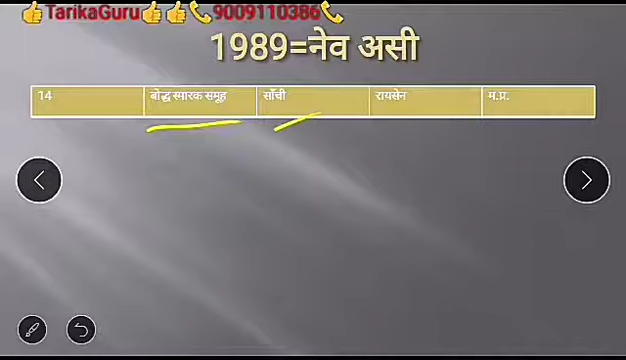 👍TarikaGuru👍👍📞9009110386📞
1989=नेव असी
14 बोद्ध स्मारक समूह साँची रायसेन म.प्र.